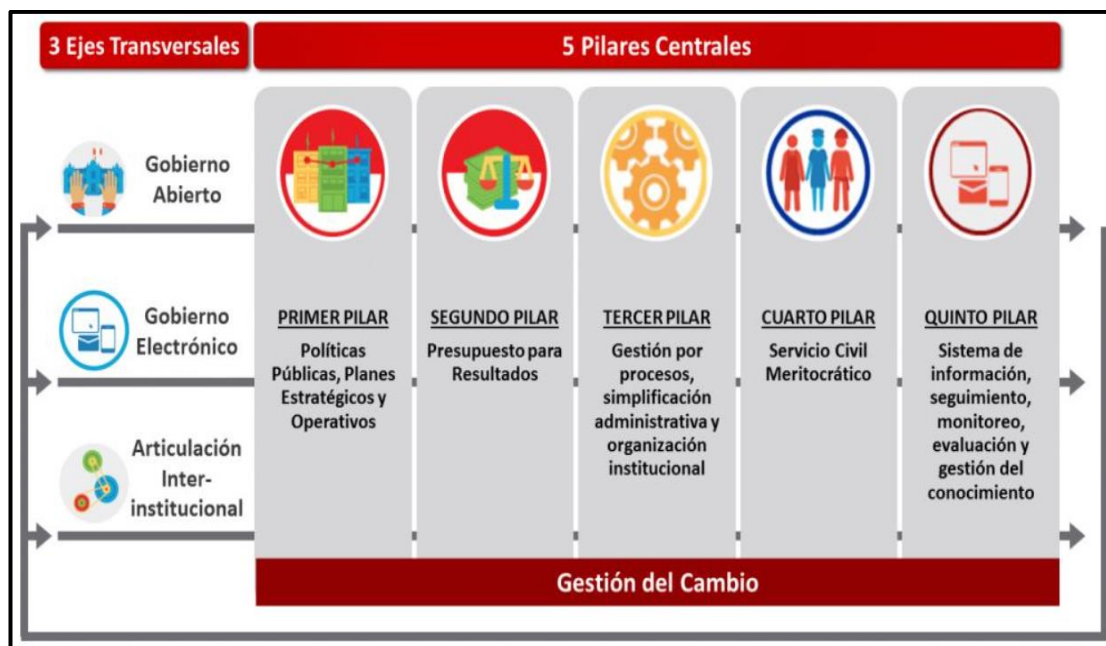 3 Ejes Transversales
5 Pilares Centrales
Gobierno
Abierto
Gobierno
Electrónico
Articulación
Inter-
institucional
PRIMER PILAR
Políticas
Públicas, Planes
Estratégicos y
Operativos
SEGUNDO PILAR
Presupuesto para
Resultados
TERCER PILAR
Gestión por
procesos,
simplificación
administrativa y
organización
institucional
CUARTO PILAR
Servicio Civil
Meritocrático
QUINTO PILAR
Sistema de
información,
seguimiento,
monitoreo,
evaluación y
gestión del
conocimiento
Gestión del Cambio